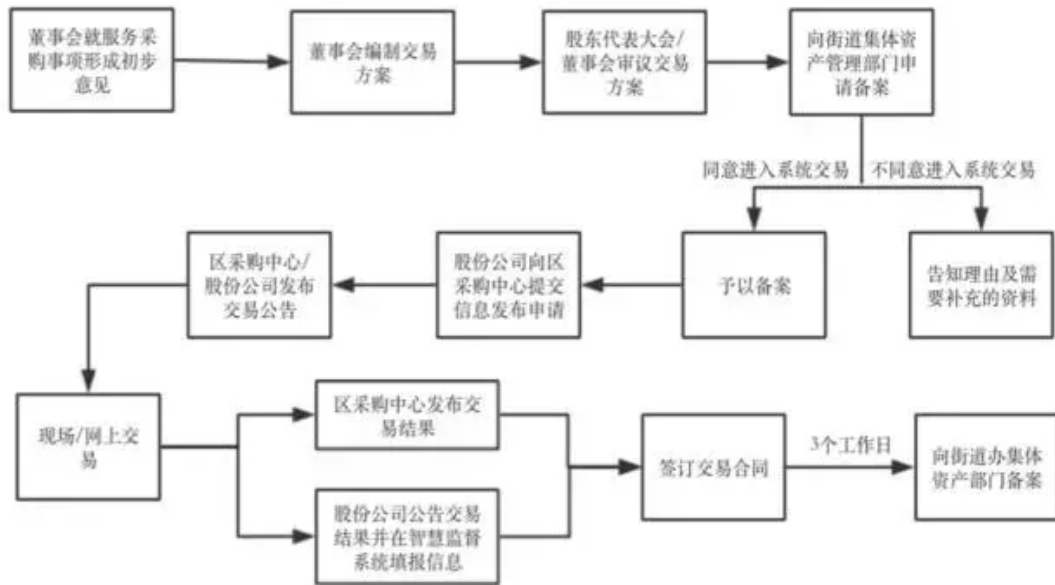 董事会就服务采
购事项形成初步
意见
董事会编制交易
方案
股东代表大会/
董事会审议交易
方案
向街道集体资
产管理部门申
请备案
同意进入系统交易
不同意进入系统交易
区采购中心/
股份公司发布
交易公告
股份公司向区
采购中心提交
信息发布申请
予以备案
告知理由及需
要补充的资料
现场/网上交
易
区采购中心发布交
易结果
股份公司公告交易
结果并在智慧监督
系统填报信息
签订交易合同
3个工作日
向街道办集体
资产部门备案